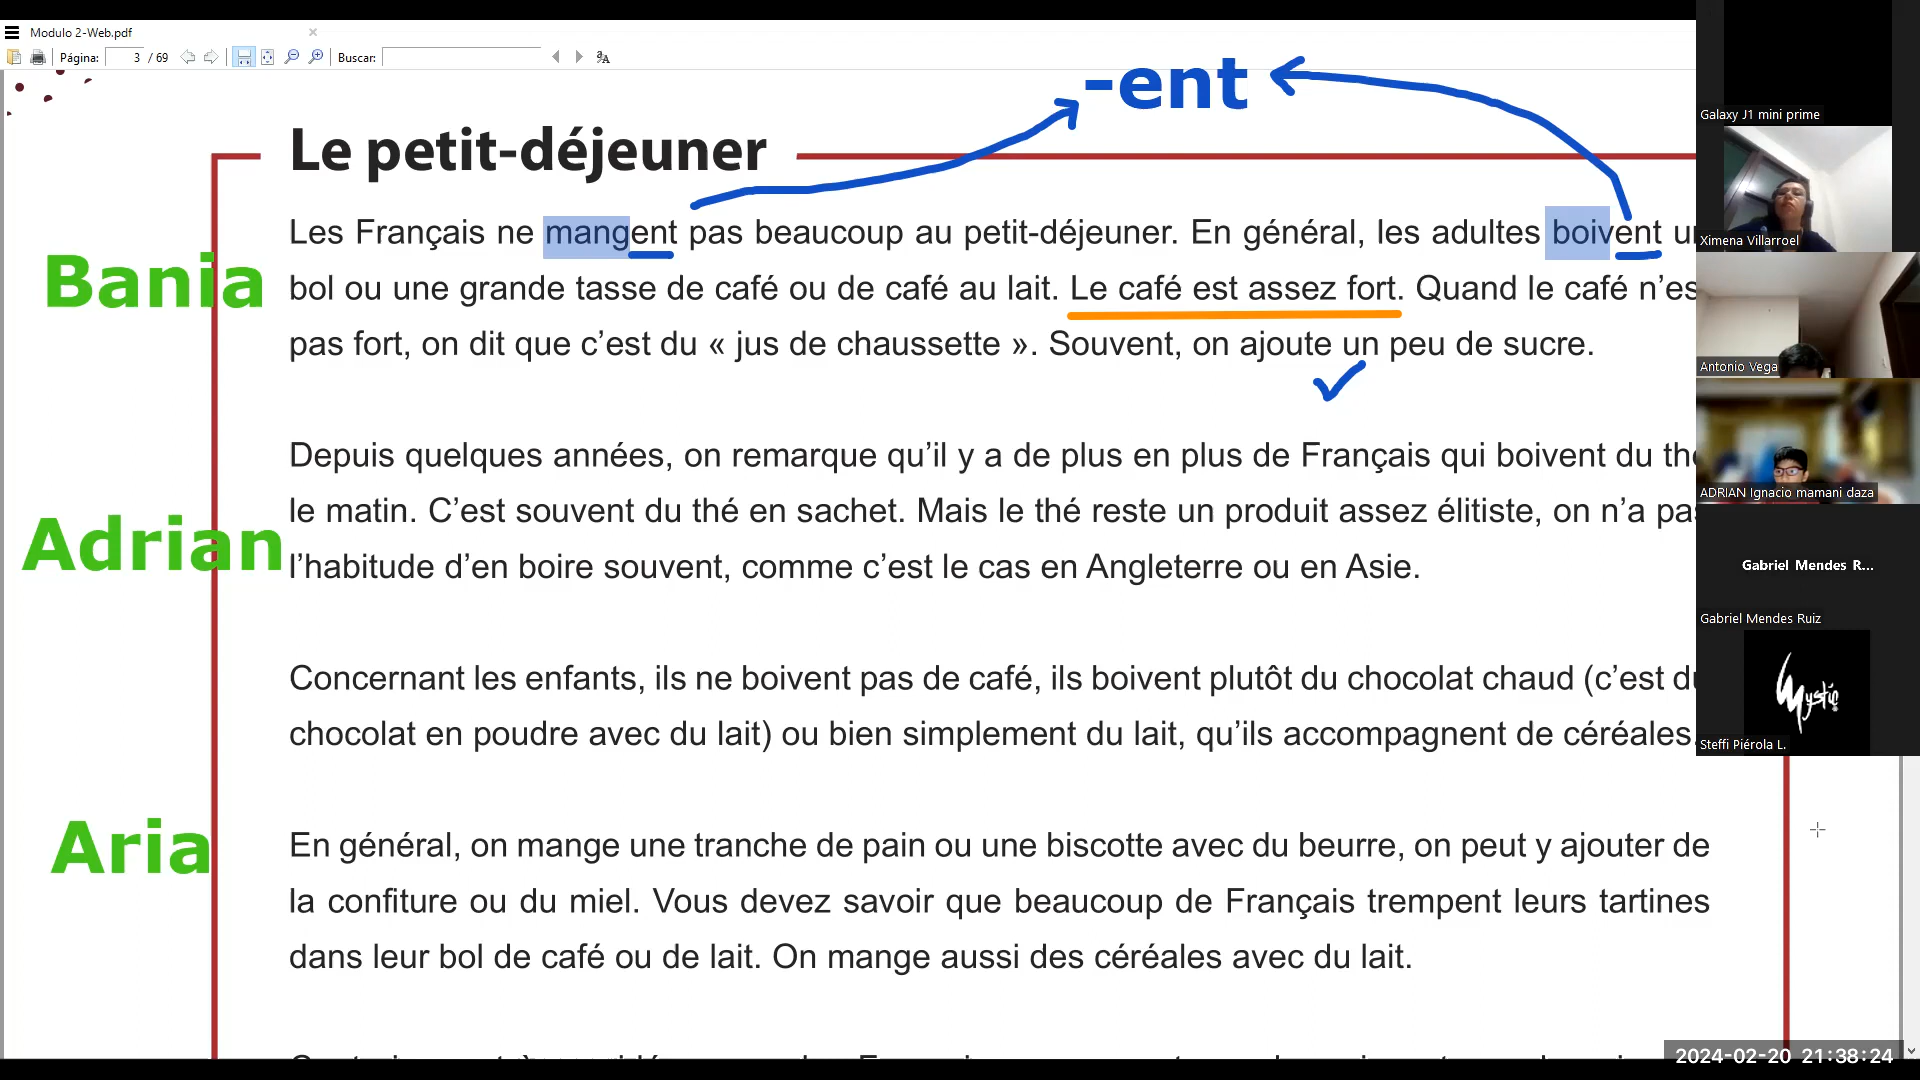 Modulo 2-Web.pdf
Página: 3 / 69 Buscar:
-ent
Le petit-déjeuner
Les Français ne mangent pas beaucoup au petit-déjeuner. En général, les adultes boivent
Bania
bol ou une grande tasse de café ou de café au lait. Le café est assez fort. Quand le café
pas fort, on dit que c’est du « jus de chaussette ». Souvent, on ajoute un peu de sucre.
Depuis quelques années, on remarque qu’il y a de plus en plus de Français qui boivent du
le matin. C’est souvent du thé en sachet. Mais le thé reste un produit assez élitiste, on n’a
Adrian
l’habitude d’en boire souvent, comme c’est le cas en Angleterre ou en Asie.
Concernant les enfants, ils ne boivent pas de café, ils boivent plutôt du chocolat chaud (c’est
chocolat en poudre avec du lait) ou bien simplement du lait, qu’ils accompagnent de céréales.
Aria
En général, on mange une tranche de pain ou une biscotte avec du beurre, on peut y ajouter de
la confiture ou du miel. Vous devez savoir que beaucoup de Français trempent leurs tartines
dans leur bol de café ou de lait. On mange aussi des céréales avec du lait.
Galaxy J1 mini prime
Ximena Villarroel
Antonio Vega
ADRIAN Ignacio mamani daza
Gabriel Mendes R...
Gabriel Mendes Ruiz
Mystic
Steffi Piérola L.
2024-02-20 21:38:24